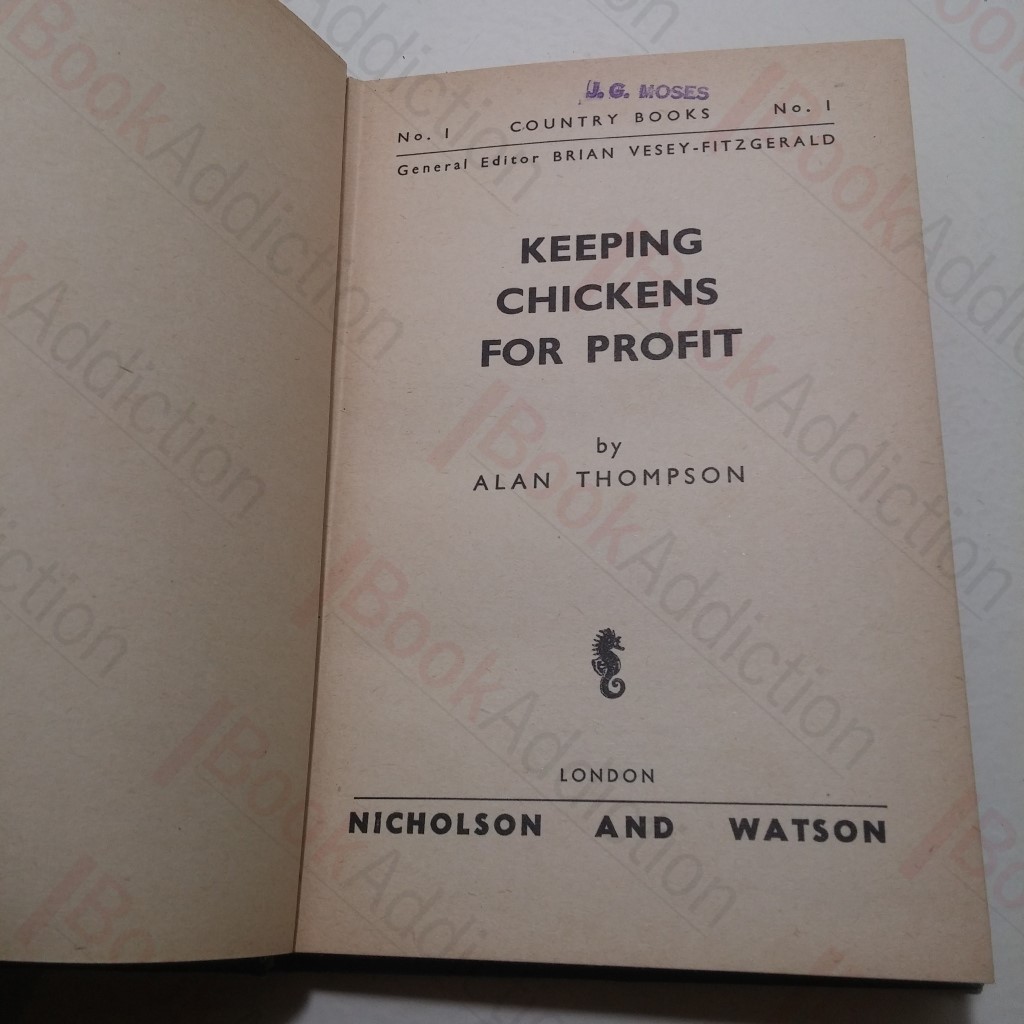 J. G. MOSES
No. 1 COUNTRY BOOKS No. 1
General Editor BRIAN VESEY-FITZGERALD
KEEPING
CHICKENS
FOR PROFIT
by
ALAN THOMPSON
LONDON
NICHOLSON AND WATSON
BookAddiction